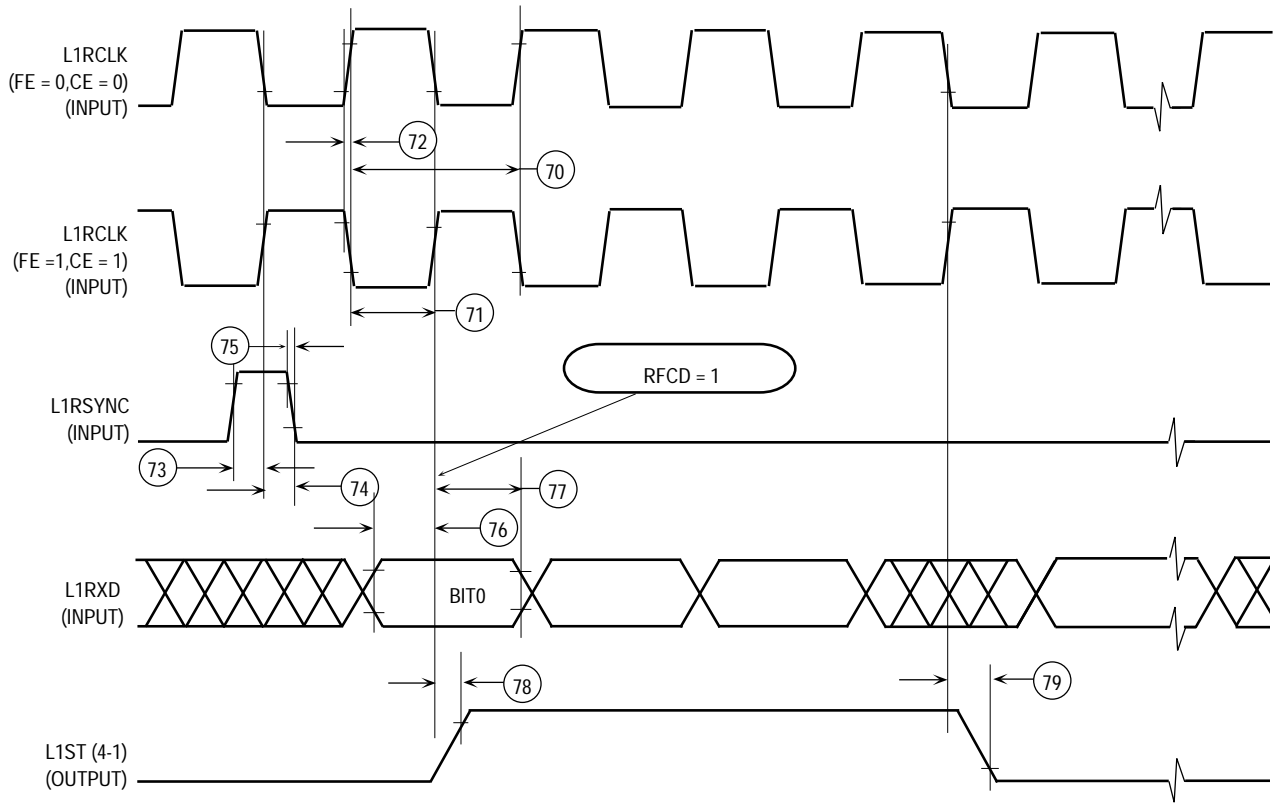 L1RCLK
(FE = 0,CE = 0)
(INPUT)
72
70
L1RCLK
(FE =1,CE = 1)
(INPUT)
71
75
RFCD = 1
L1RSYNC
(INPUT)
73
74
77
76
L1RXD
(INPUT)
BIT0
78
79
L1ST (4-1)
(OUTPUT)